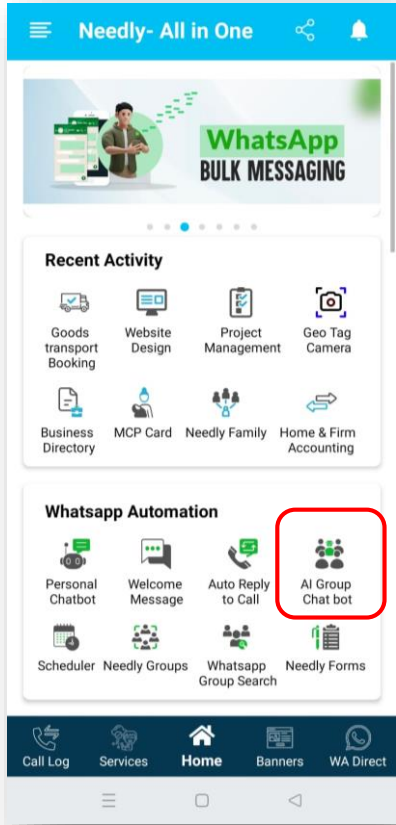 Needly- All in One
WhatsApp
BULK MESSAGING
Recent Activity
Goods transport Booking
Website Design
Project Management
Geo Tag Camera
Business Directory
MCP Card
Needly Family
Home & Firm Accounting
Whatsapp Automation
Personal Chatbot
Welcome Message
Auto Reply to Call
AI Group Chat bot
Scheduler
Needly Groups
Whatsapp Group Search
Needly Forms
Call Log
Services
Home
Banners
WA Direct